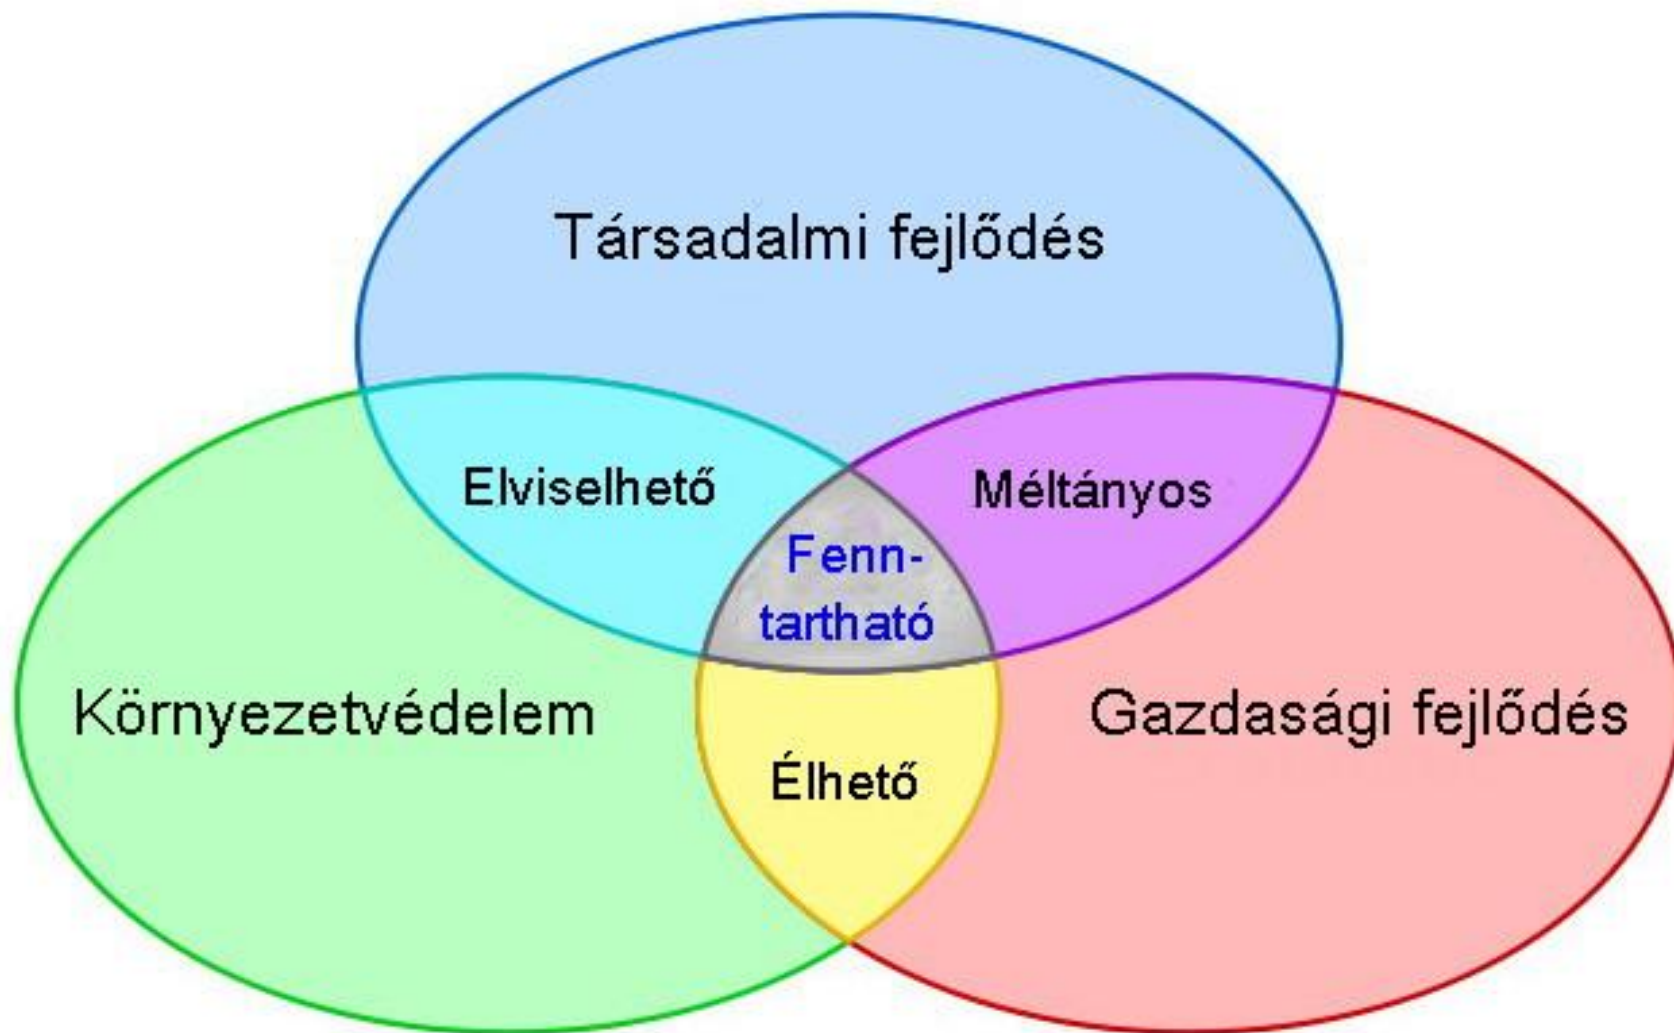 Társadalmi fejlődés
Elviselhető
Méltányos
Fenn-
tartható
Környezetvédelem
Gazdasági fejlődés
Élhető